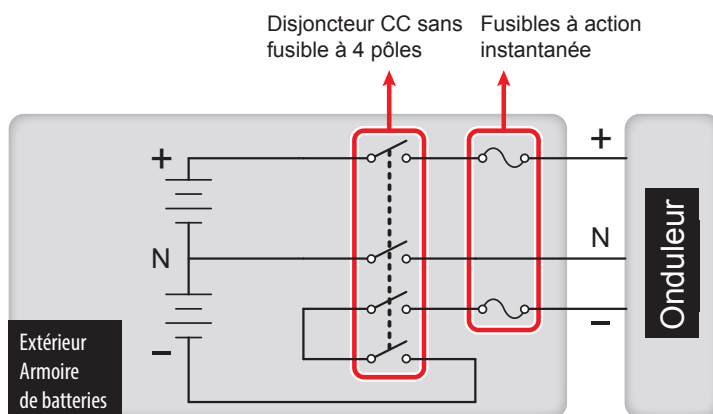 Disjoncteur CC sans
fusible à 4 pôles
Fusibles à action
instantanée
+
+
N
N
−
−
Onduleur
Extérieur
Armoire
de batteries